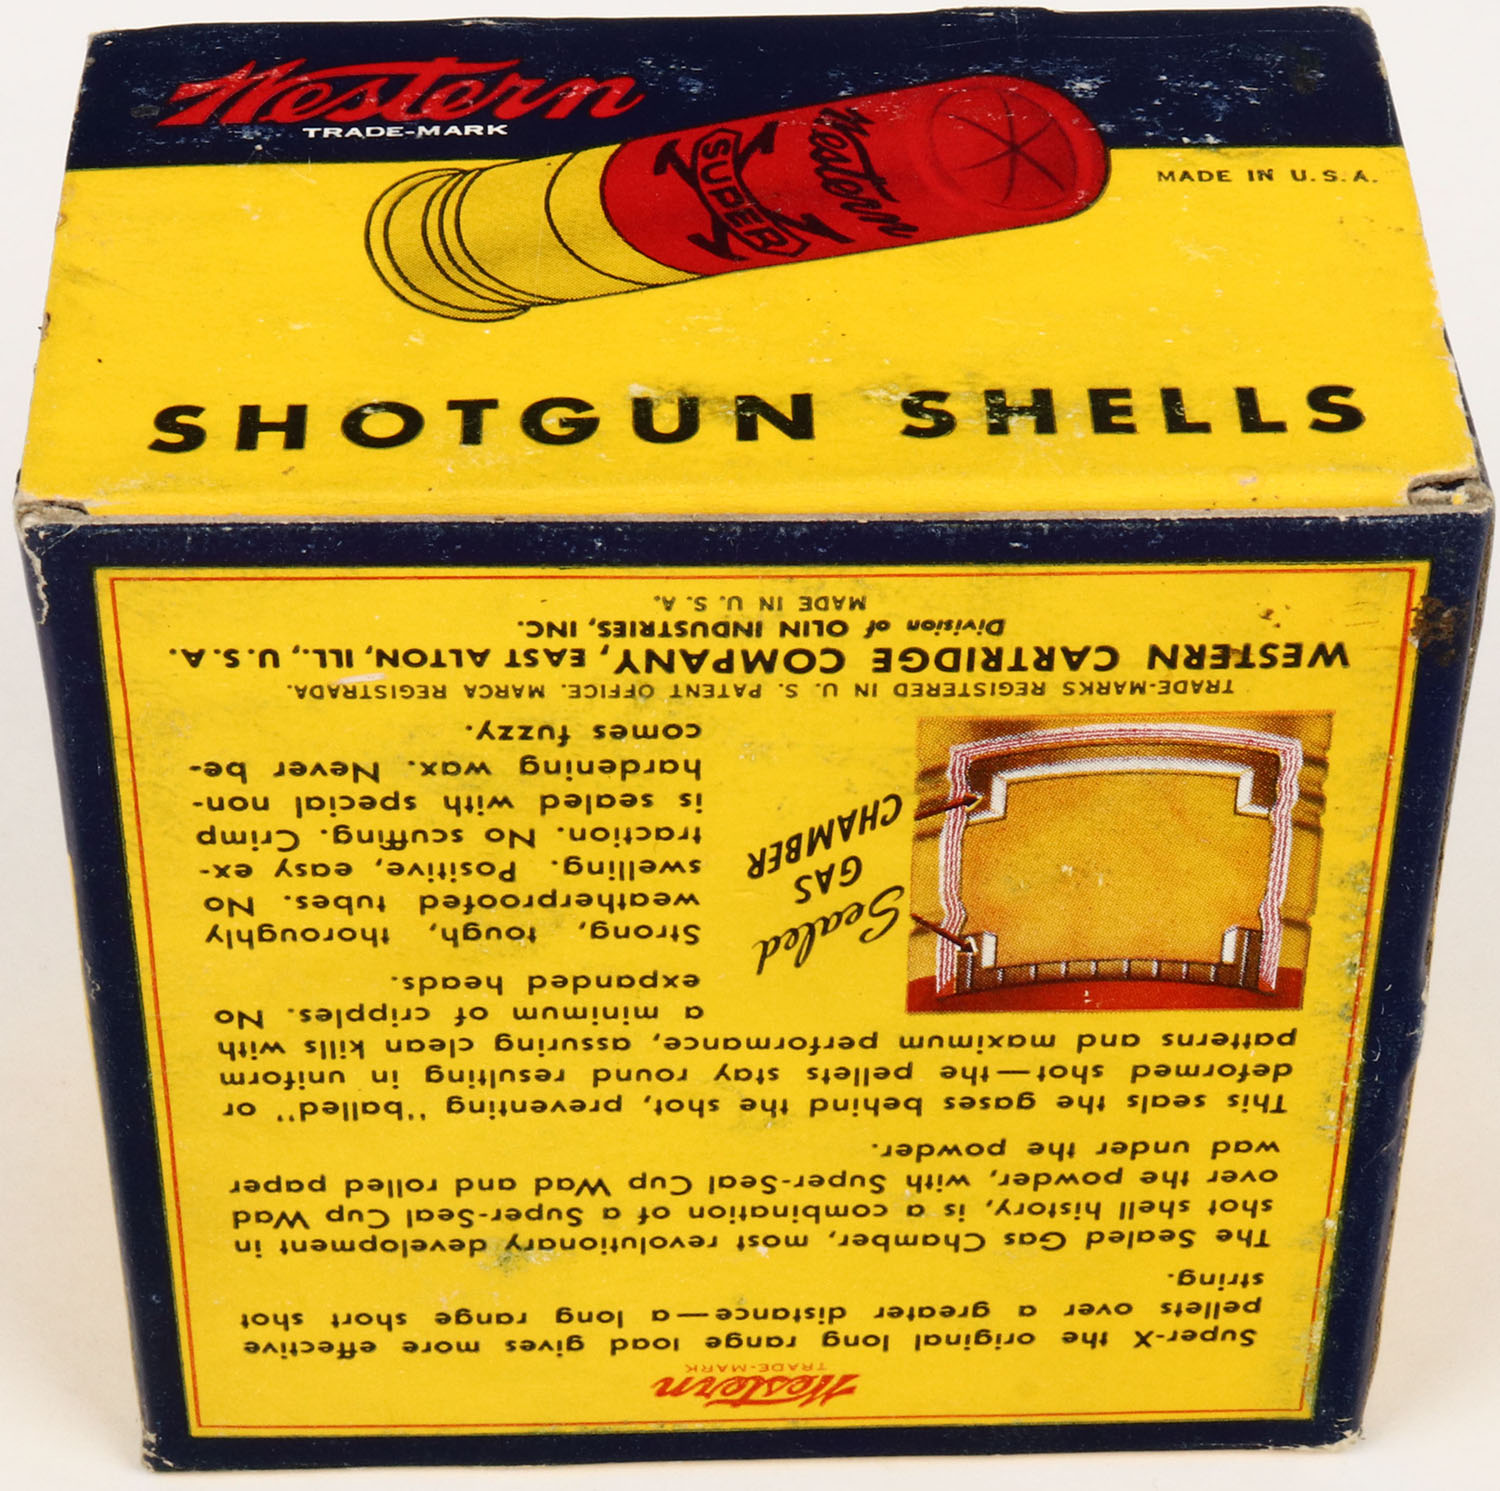 Western
TRADE-MARK
Western
SUPER X
MADE IN U.S.A.
SHOTGUN SHELLS
Western
TRADE-MARK
Super-X the original long range load gives more effective
pellets over a greater distance—a long range short shot
string.
The Sealed Gas Chamber, most revolutionary development in
shot shell history, is a combination of a Super-Seal Cup Wad
over the powder, with Super-Seal Cup Wad and rolled paper
wad under the powder.
This seals the gases behind the shot, preventing "balled" or
deformed shot—the pellets stay round resulting in uniform
patterns and maximum performance, assuring clean kills with
a minimum of cripples. No
expanded heads.
Strong, tough, thoroughly
weatherproofed tubes. No
swelling. Positive, easy ex-
traction. No scuffing. Crimp
is sealed with special non-
hardening wax. Never be-
comes fuzzy.
Sealed
GAS
CHAMBER
TRADE-MARKS REGISTERED IN U. S. PATENT OFFICE. MARCA REGISTRADA.
WESTERN CARTRIDGE COMPANY, EAST ALTON, ILL., U.S.A.
Division of OLIN INDUSTRIES, INC.
MADE IN U. S. A.